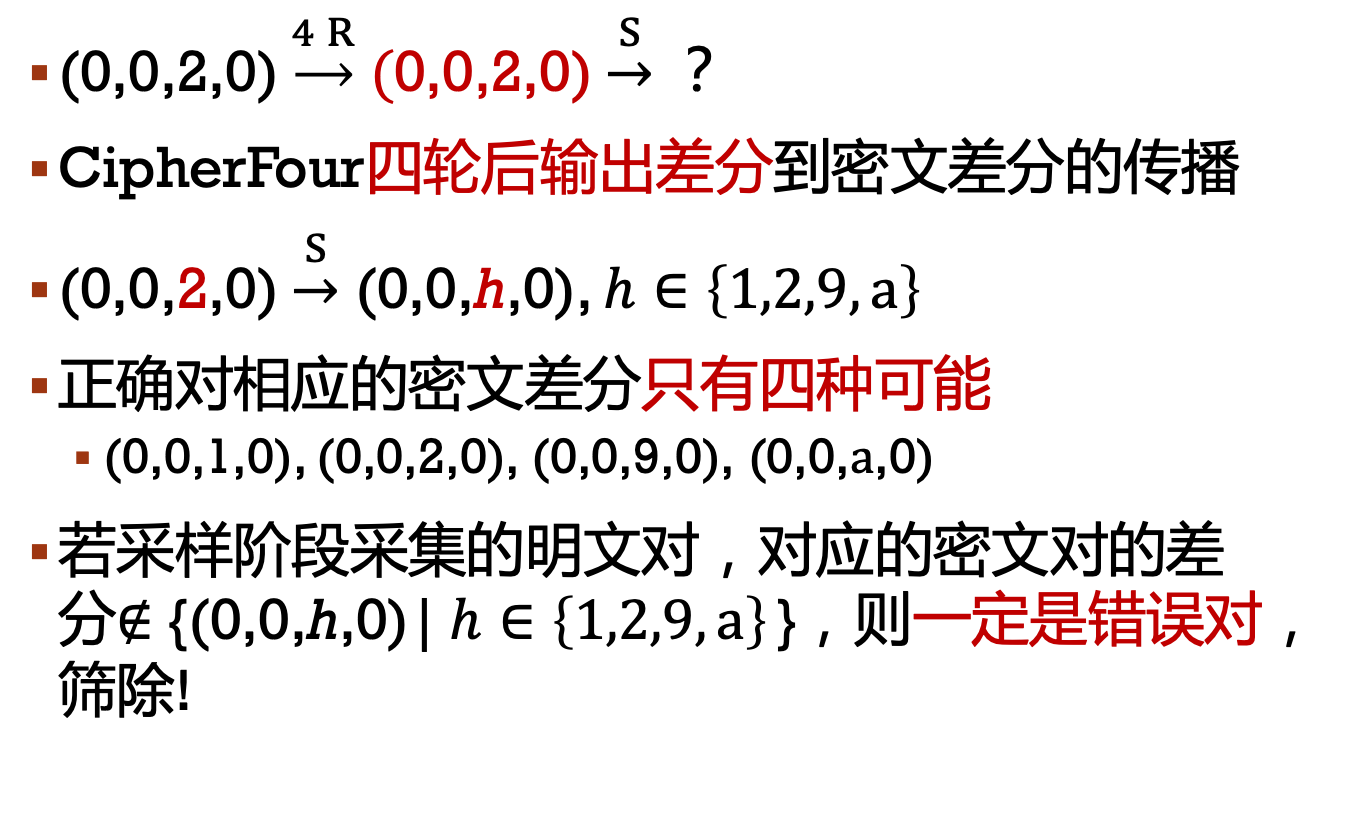 4 R S
▪(0,0,2,0) ⟶ (0,0,2,0) → ?
▪CipherFour四轮后输出差分到密文差分的传播
S
▪(0,0,2,0) → (0,0,h,0), h ∈ {1,2,9,a}
▪正确对相应的密文差分只有四种可能
▪(0,0,1,0), (0,0,2,0), (0,0,9,0), (0,0,a,0)
▪若采样阶段采集的明文对，对应的密文对的差
分∉ {(0,0,h,0)| h ∈ {1,2,9,a} }，则一定是错误对，
筛除!